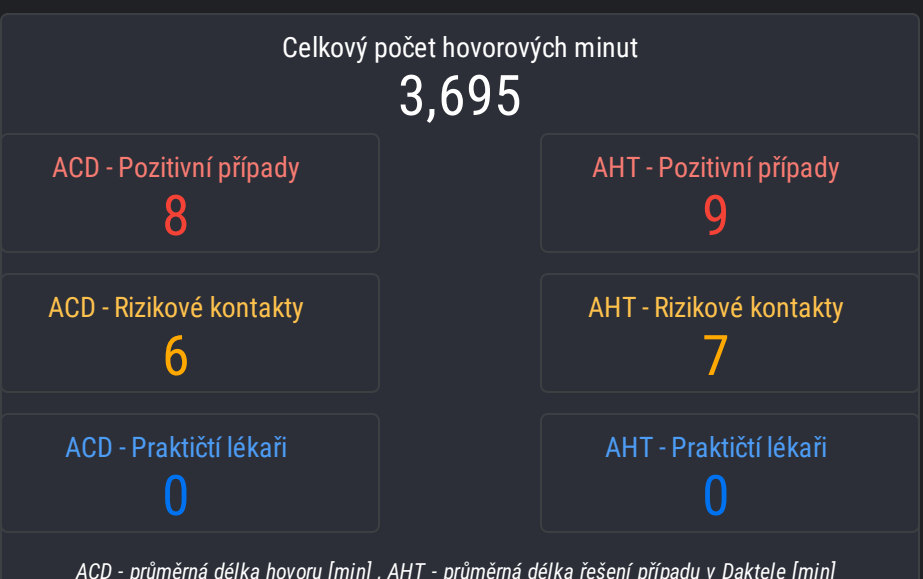 Celkový počet hovorových minut
3,695
ACD - Pozitivní případy
8
AHT - Pozitivní případy
9
ACD - Rizikové kontakty
6
AHT - Rizikové kontakty
7
ACD - Praktičtí lékaři
0
AHT - Praktičtí lékaři
0
ACD - průměrná délka hovoru [min] , AHT - průměrná délka řešení případu v Daktele [min]